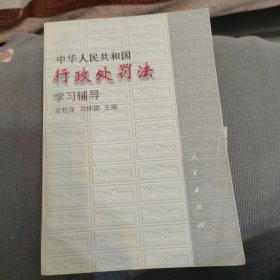 中华人民共和国
行政处罚法
学习辅导
应松年 马怀德 主编
人民出版社